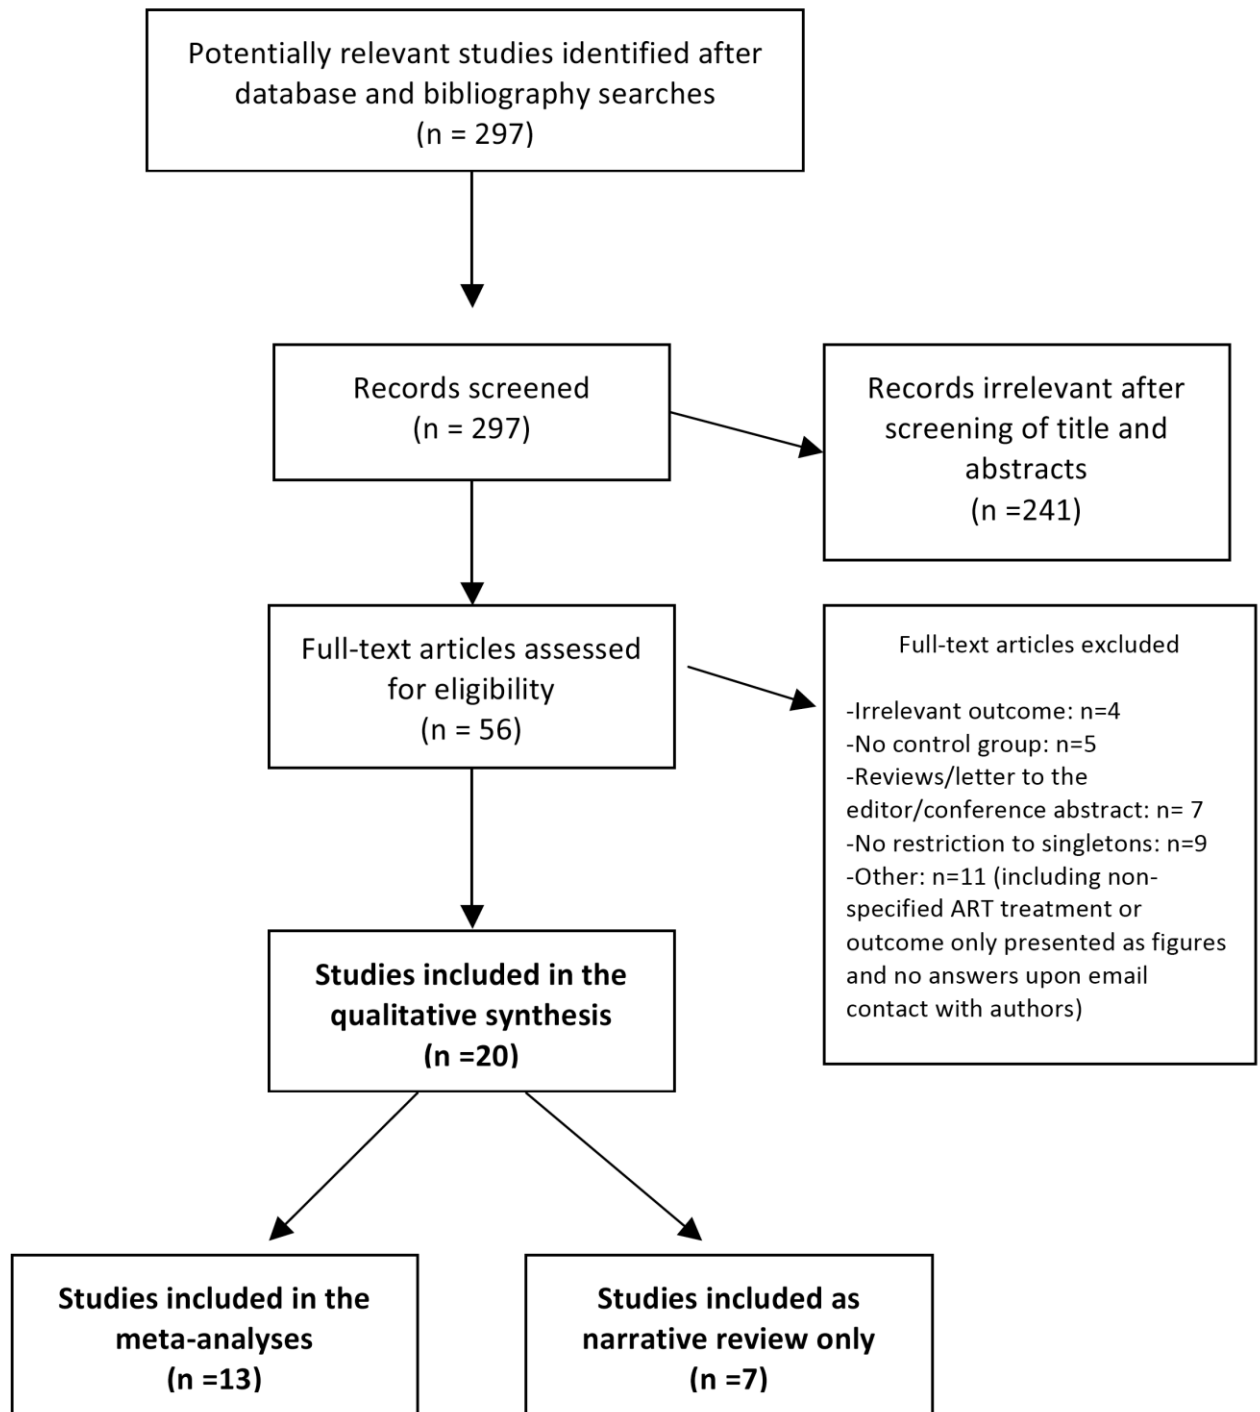 Potentially relevant studies identified after
database and bibliography searches
(n = 297)
Records screened
(n = 297)
Records irrelevant after
screening of title and
abstracts
(n =241)
Full-text articles assessed
for eligibility
(n = 56)
Full-text articles excluded
-Irrelevant outcome: n=4
-No control group: n=5
-Reviews/letter to the
editor/conference abstract: n= 7
-No restriction to singletons: n=9
-Other: n=11 (including non-
specified ART treatment or
outcome only presented as figures
and no answers upon email
contact with authors)
Studies included in the
qualitative synthesis
(n =20)
Studies included in the
meta-analyses
(n =13)
Studies included as
narrative review only
(n =7)